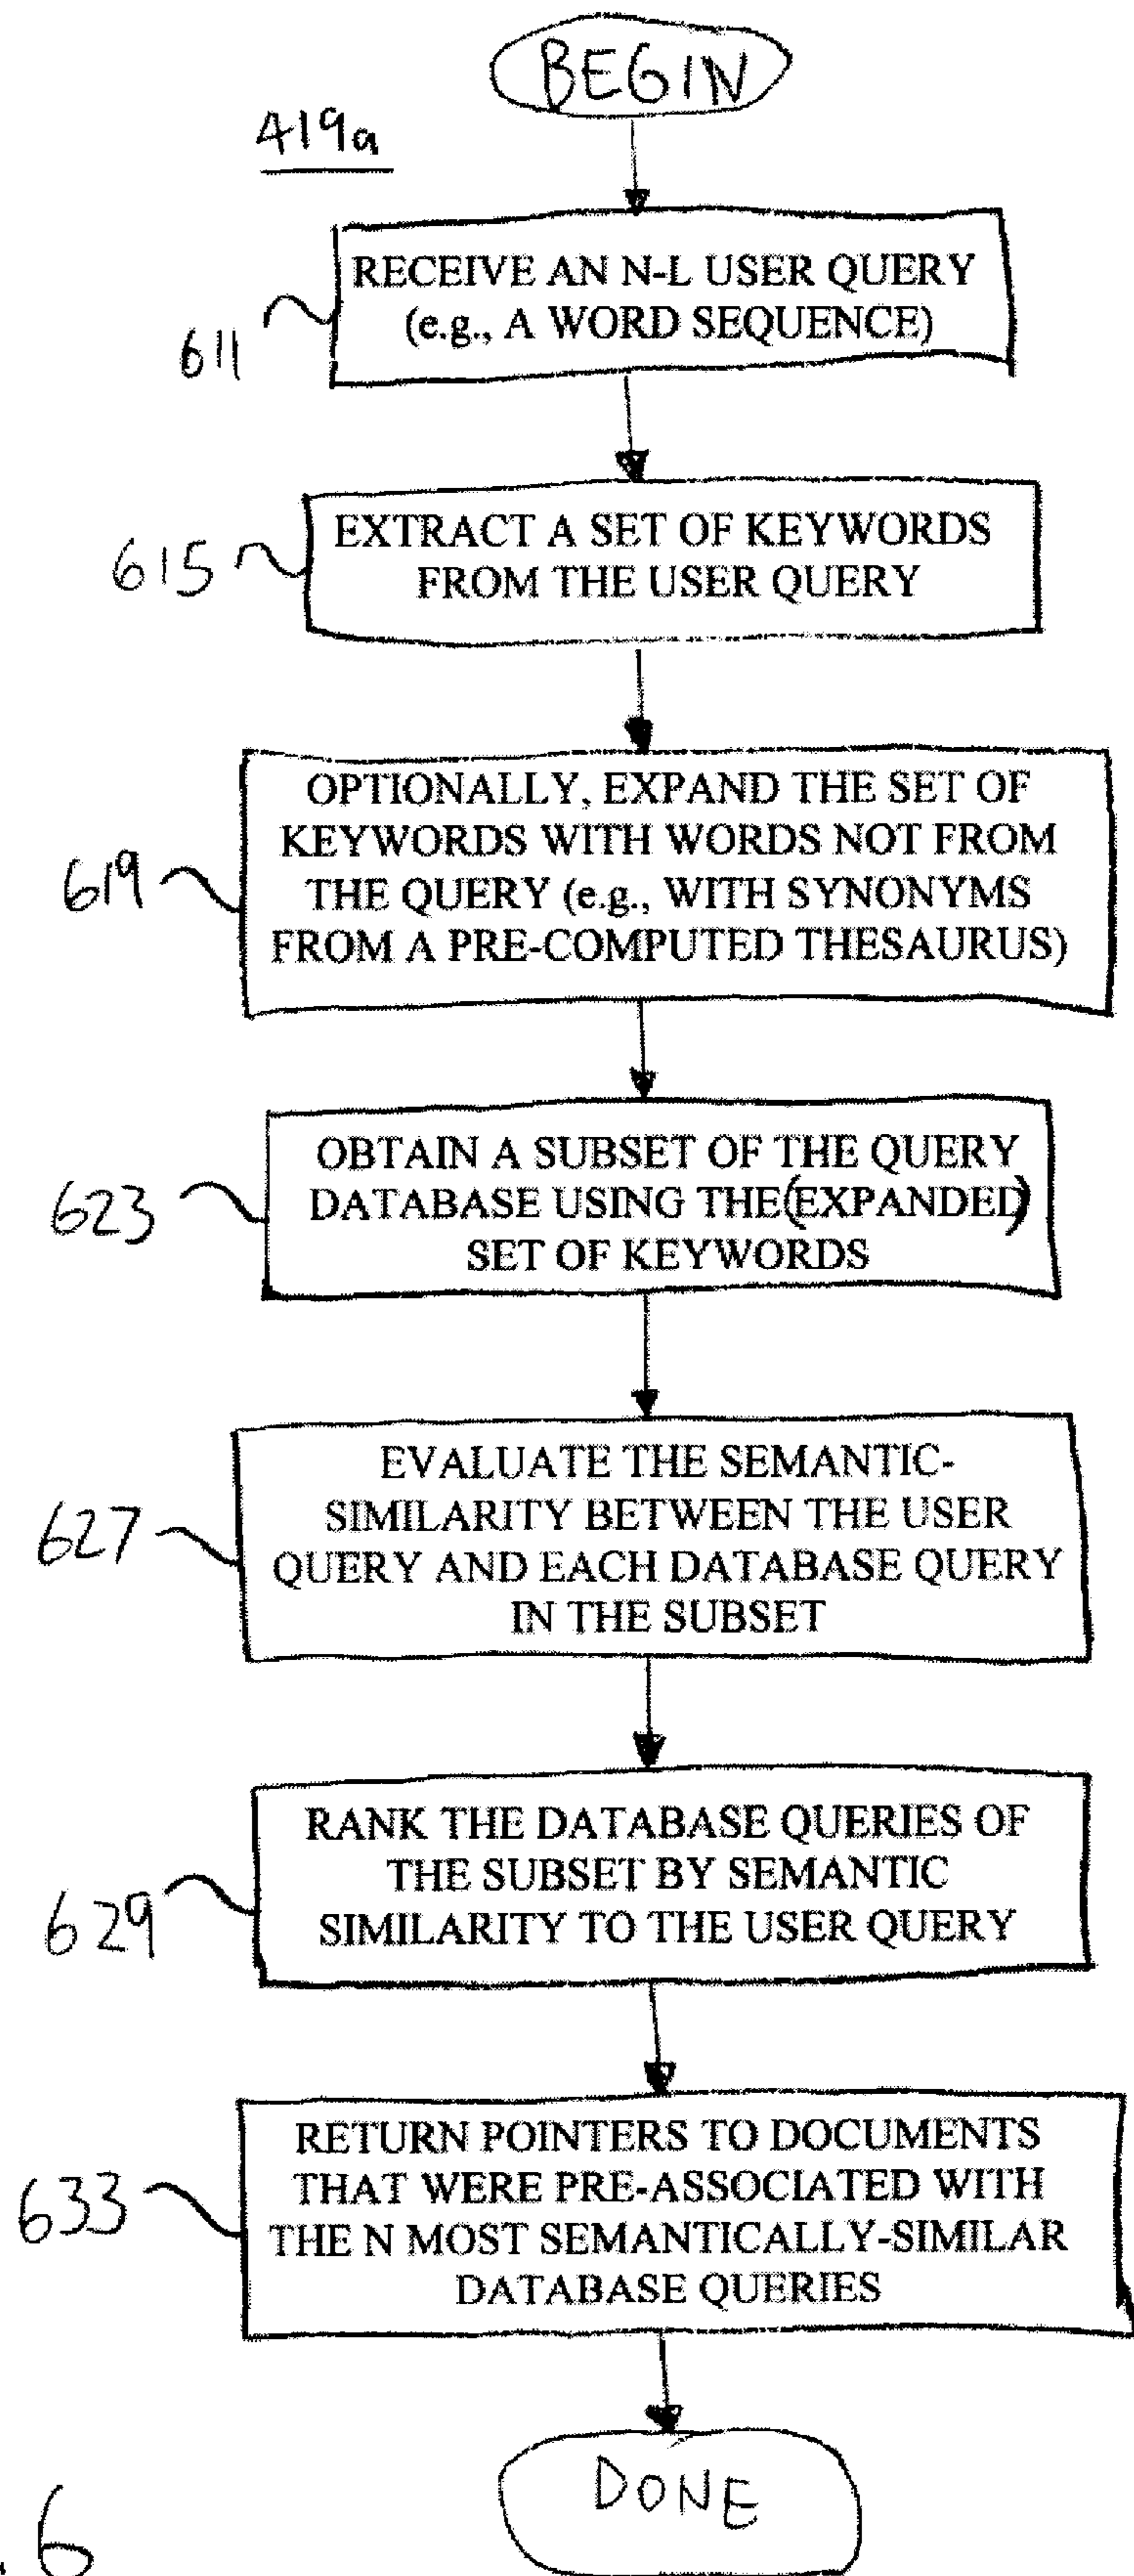 BEGIN
419a
RECEIVE AN N-L USER QUERY
(e.g., A WORD SEQUENCE)
611
EXTRACT A SET OF KEYWORDS
FROM THE USER QUERY
615
OPTIONALLY, EXPAND THE SET OF
KEYWORDS WITH WORDS NOT FROM
THE QUERY (e.g., WITH SYNONYMS
FROM A PRE-COMPUTED THESAURUS)
619
OBTAIN A SUBSET OF THE QUERY
DATABASE USING THE (EXPANDED)
SET OF KEYWORDS
623
EVALUATE THE SEMANTIC-
SIMILARITY BETWEEN THE USER
QUERY AND EACH DATABASE QUERY
IN THE SUBSET
627
RANK THE DATABASE QUERIES OF
THE SUBSET BY SEMANTIC
SIMILARITY TO THE USER QUERY
629
RETURN POINTERS TO DOCUMENTS
THAT WERE PRE-ASSOCIATED WITH
THE N MOST SEMANTICALLY-SIMILAR
DATABASE QUERIES
633
DONE
6